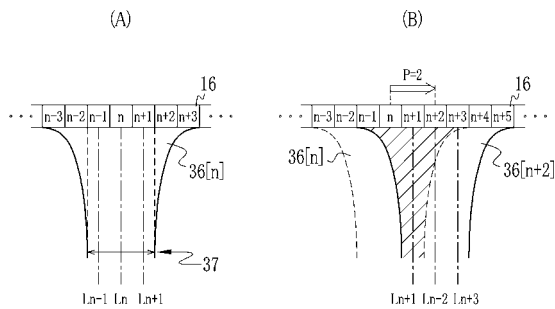 (A) (B)
P=2
16 16
··· n-3 n-2 n-1 n n+1 n+2 n+3 ··· ··· n-3 n-2 n-1 n n+1 n+2 n+3 n+4 n+5 ···
36[n] 36[n] 36[n+2]
37
Ln-1 Ln Ln+1 Ln+1 Ln-2 Ln+3